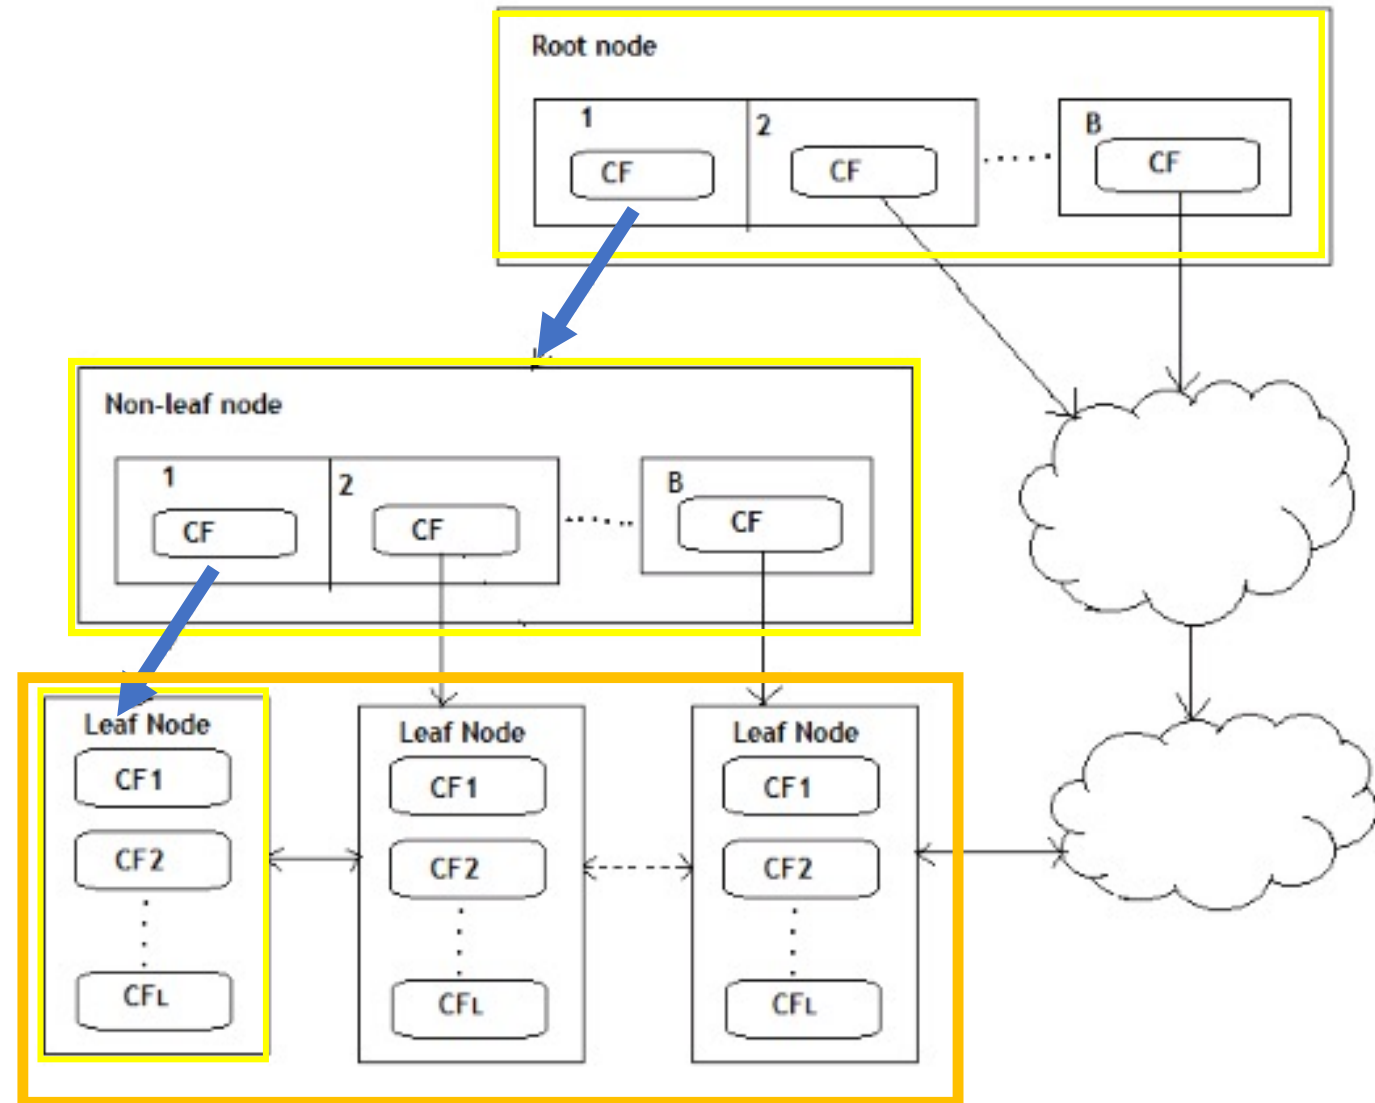 Root node
1
2
B
CF
CF
CF
Non-leaf node
1
2
B
CF
CF
CF
Leaf Node
CF1
CF2
CFL
Leaf Node
CF1
CF2
CFL
Leaf Node
CF1
CF2
CFL